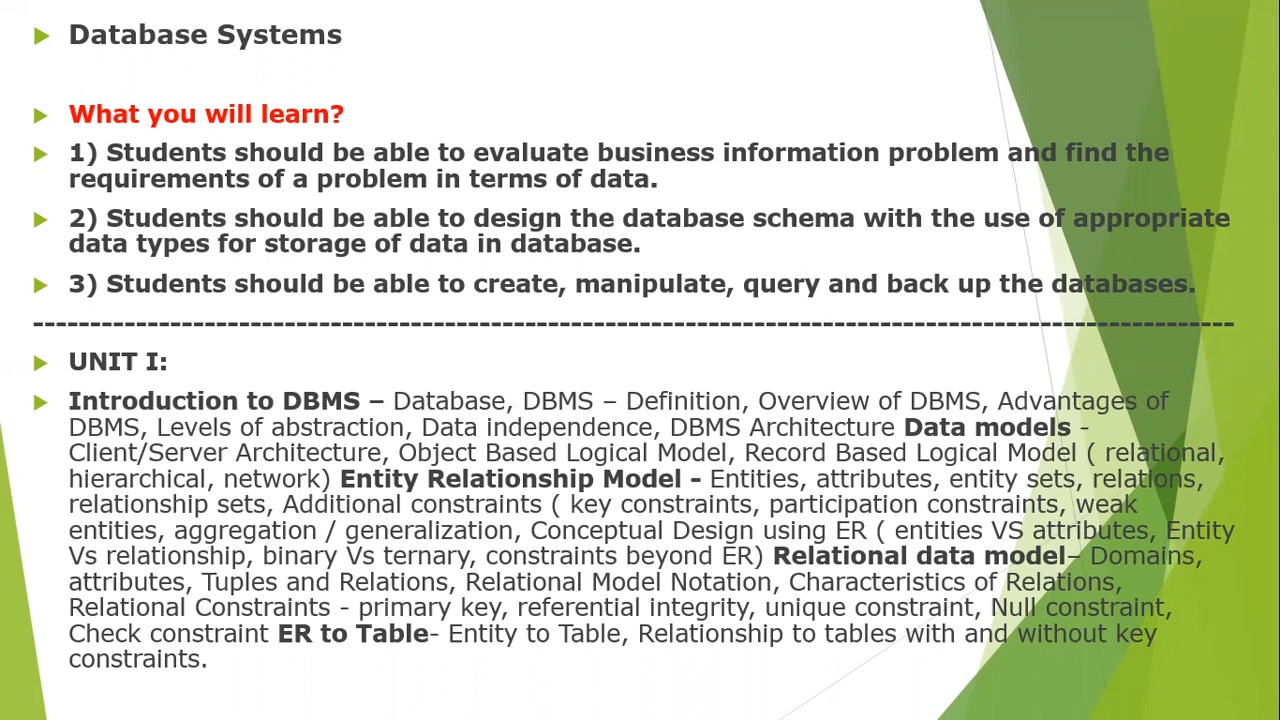 Database Systems
What you will learn?
1) Students should be able to evaluate business information problem and find the
requirements of a problem in terms of data.
2) Students should be able to design the database schema with the use of appropriate
data types for storage of data in database.
3) Students should be able to create, manipulate, query and back up the databases.
--------------------------------------------------------------------------------------------------------
UNIT I:
Introduction to DBMS – Database, DBMS – Definition, Overview of DBMS, Advantages of
DBMS, Levels of abstraction, Data independence, DBMS Architecture Data models -
Client/Server Architecture, Object Based Logical Model, Record Based Logical Model ( relational,
hierarchical, network) Entity Relationship Model - Entities, attributes, entity sets, relations,
relationship sets, Additional constraints ( key constraints, participation constraints, weak
entities, aggregation / generalization, Conceptual Design using ER ( entities VS attributes, Entity
Vs relationship, binary Vs ternary, constraints beyond ER) Relational data model– Domains,
attributes, Tuples and Relations, Relational Model Notation, Characteristics of Relations,
Relational Constraints - primary key, referential integrity, unique constraint, Null constraint,
Check constraint ER to Table- Entity to Table, Relationship to tables with and without key
constraints.